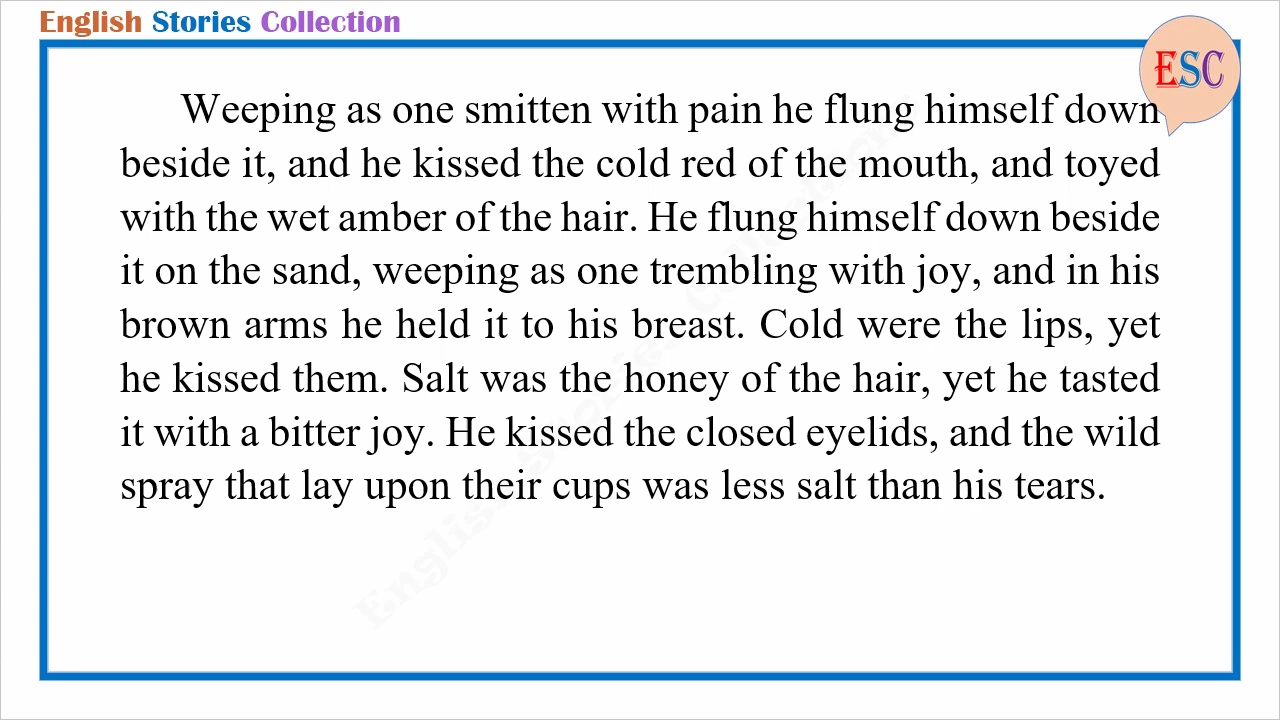 English Stories Collection
ESC
Weeping as one smitten with pain he flung himself down
beside it, and he kissed the cold red of the mouth, and toyed
with the wet amber of the hair. He flung himself down beside
it on the sand, weeping as one trembling with joy, and in his
brown arms he held it to his breast. Cold were the lips, yet
he kissed them. Salt was the honey of the hair, yet he tasted
it with a bitter joy. He kissed the closed eyelids, and the wild
spray that lay upon their cups was less salt than his tears.
English Stories Collection